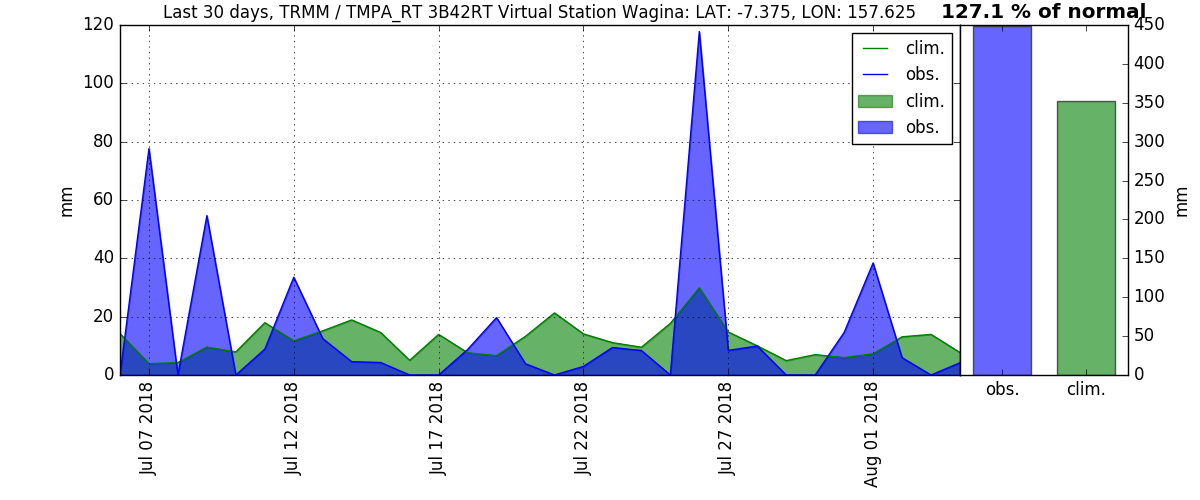 Last 30 days, TRMM / TMPA_RT 3B42RT Virtual Station Wagina: LAT: -7.375, LON: 157.625
127.1 % of normal
120
100
80
60
40
20
0
mm
clim.
obs.
clim.
obs.
Jul 07 2018
Jul 12 2018
Jul 17 2018
Jul 22 2018
Jul 27 2018
Aug 01 2018
450
400
350
300
250
200
150
100
50
0
mm
obs.
clim.